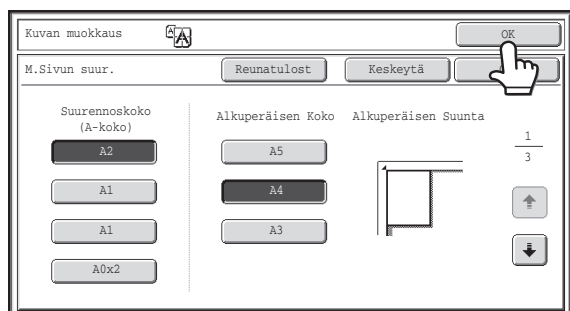 Kuvan muokkaus
OK
M.Sivun suur.
Reunatulost
Keskeytä
Suurennoskoko
(A-koko)
Alkuperäisen Koko
Alkuperäisen Suunta
A2
A5
1
3
A1
A4
A1
A3
A0x2